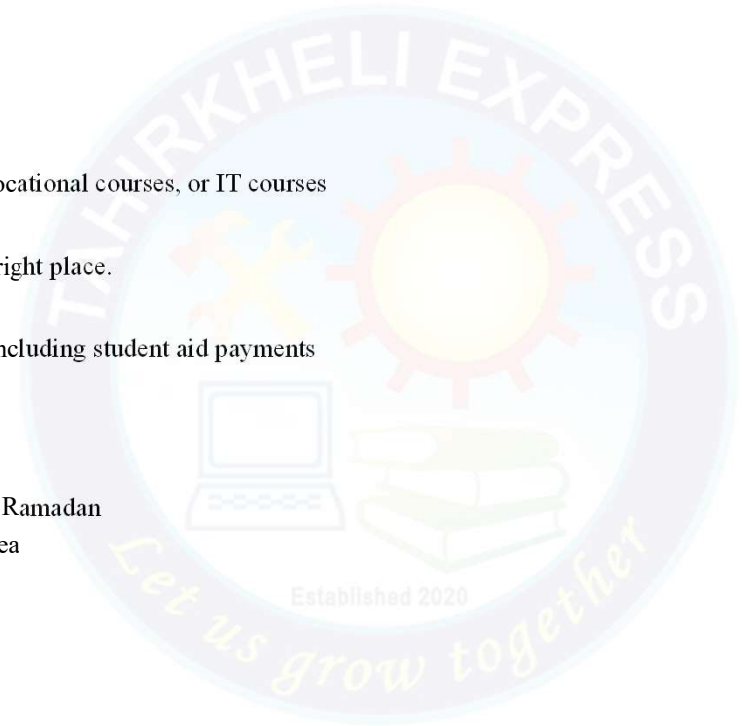 TAHIRKHELI EXPRESS
ocational courses, or IT courses
right place.
ncluding student aid payments
Ramadan
ea
Established 2020
Let us grow together